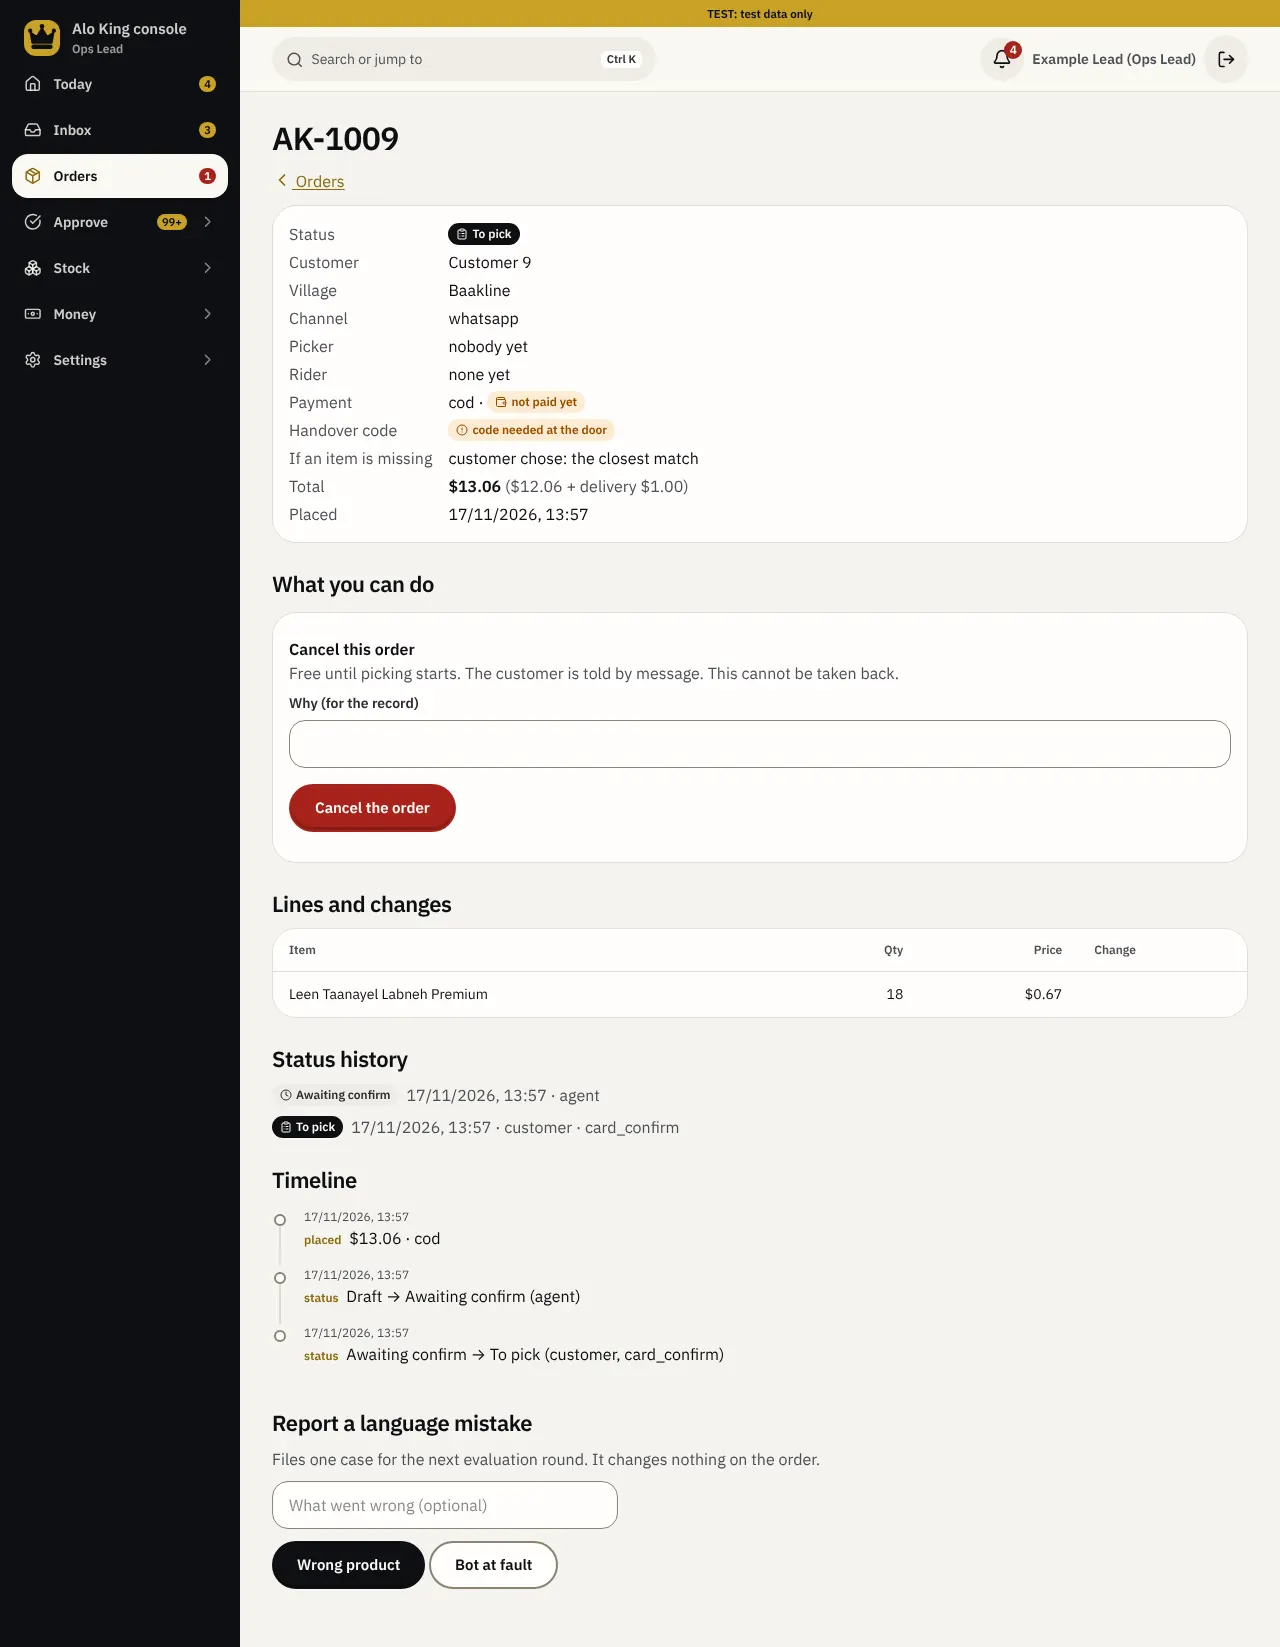 TEST: test data only
Alo King console
Ops Lead
Today 4
Inbox 3
Orders 1
Approve 99+
Stock
Money
Settings
Search or jump to Ctrl K
4 Example Lead (Ops Lead)
AK-1009
Orders
Status To pick
Customer Customer 9
Village Baakline
Channel whatsapp
Picker nobody yet
Rider none yet
Payment cod · not paid yet
Handover code code needed at the door
If an item is missing customer chose: the closest match
Total $13.06 ($12.06 + delivery $1.00)
Placed 17/11/2026, 13:57
What you can do
Cancel this order
Free until picking starts. The customer is told by message. This cannot be taken back.
Why (for the record)
Cancel the order
Lines and changes
Item Qty Price Change
Leen Taanayel Labneh Premium 18 $0.67
Status history
Awaiting confirm 17/11/2026, 13:57 · agent
To pick 17/11/2026, 13:57 · customer · card_confirm
Timeline
17/11/2026, 13:57
placed $13.06 · cod
17/11/2026, 13:57
status Draft → Awaiting confirm (agent)
17/11/2026, 13:57
status Awaiting confirm → To pick (customer, card_confirm)
Report a language mistake
Files one case for the next evaluation round. It changes nothing on the order.
What went wrong (optional)
Wrong product Bot at fault